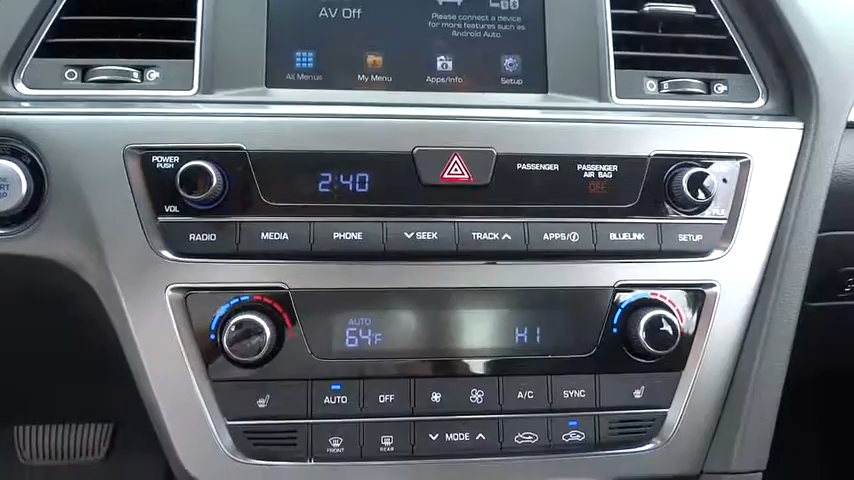 AV Off
Please connect a device
for more features such as
Android Auto.
All Menus
My Menu
Apps/Info
Setup
POWER
PUSH
VOL
2:40
PASSENGER
PASSENGER
AIR BAG
OFF
RADIO
MEDIA
PHONE
SEEK
TRACK
APPS/i
BLUELINK
SETUP
AUTO
64°F
HI
AUTO
OFF
A/C
SYNC
FRONT
REAR
MODE